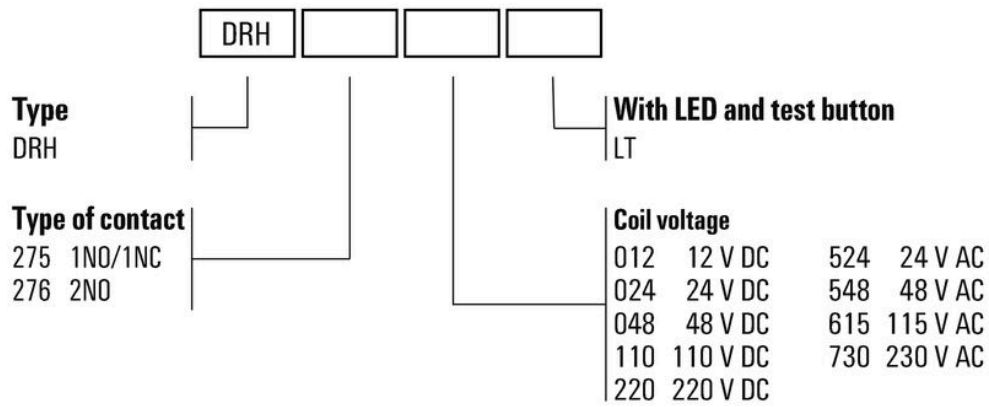 DRH
Type
DRH
With LED and test button
LT
Type of contact
275 1NO/1NC
276 2NO
Coil voltage
012 12 V DC 524 24 V AC
024 24 V DC 548 48 V AC
048 48 V DC 615 115 V AC
110 110 V DC 730 230 V AC
220 220 V DC